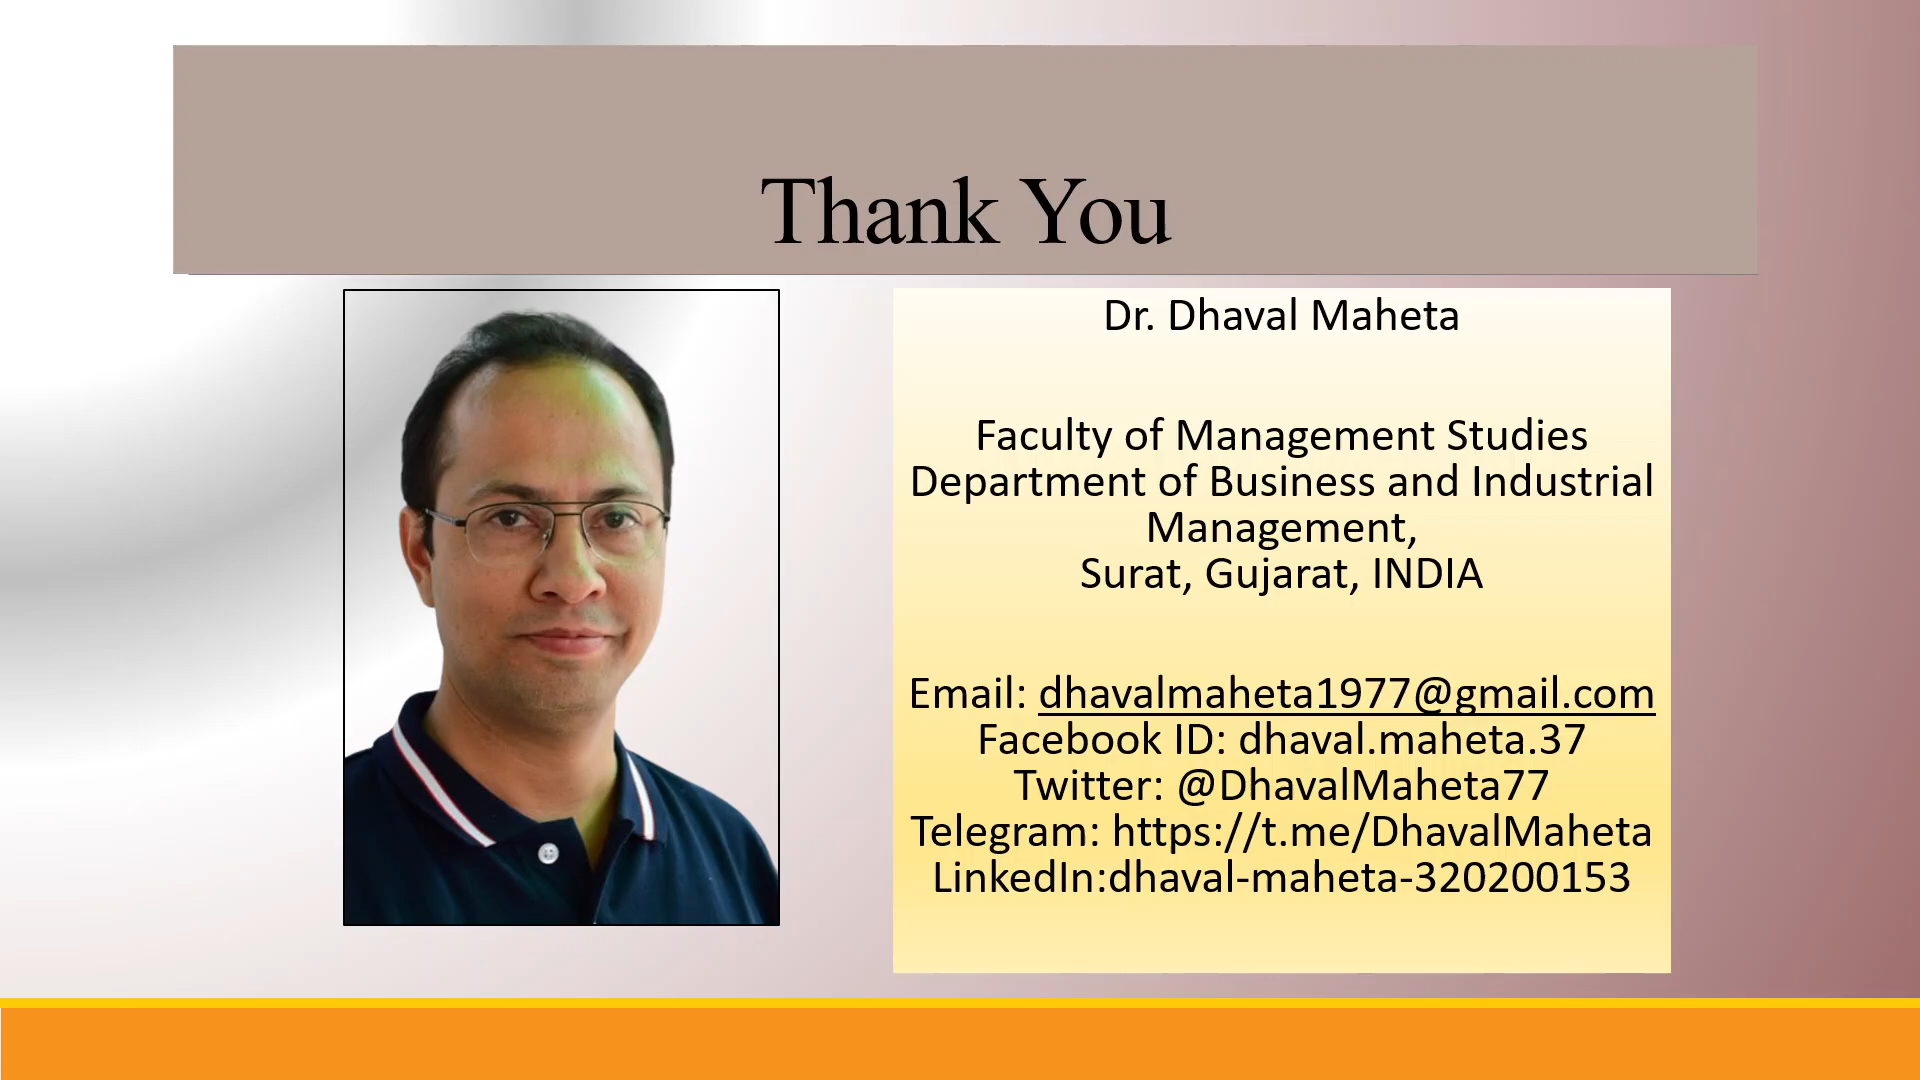 Thank You
Dr. Dhaval Maheta
Faculty of Management Studies
Department of Business and Industrial
Management,
Surat, Gujarat, INDIA
Email: dhavalmaheta1977@gmail.com
Facebook ID: dhaval.maheta.37
Twitter: @DhavalMaheta77
Telegram: https://t.me/DhavalMaheta
LinkedIn:dhaval-maheta-320200153